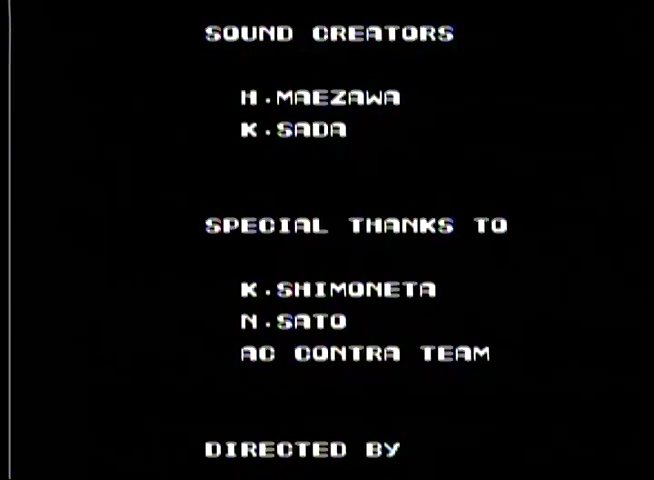 SOUND CREATORS
H.MAEZAWA
K.SADA
SPECIAL THANKS TO
K.SHIMONETA
N.SATO
AC CONTRA TEAM
DIRECTED BY